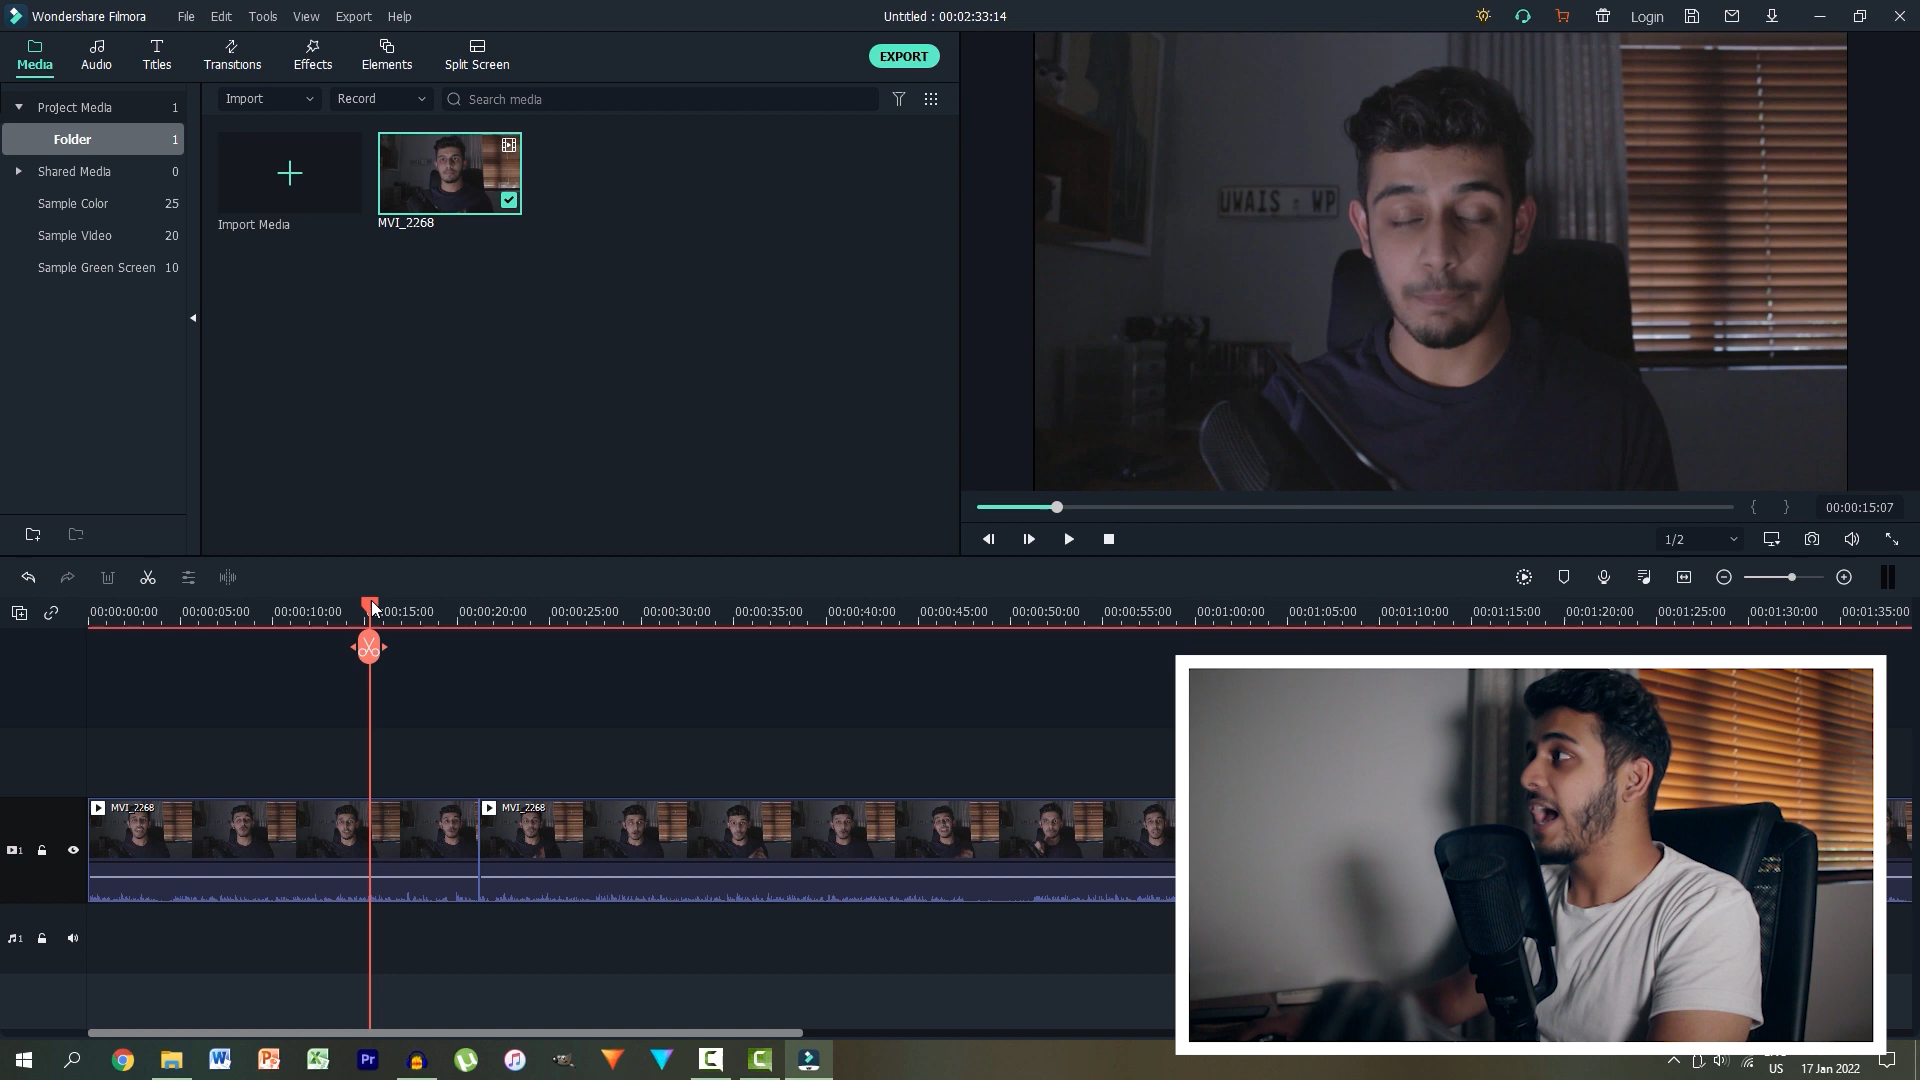 Wondershare Filmora File Edit Tools View Export Help Untitled : 00:02:33:14 Login
Media Audio Titles Transitions Effects Elements Split Screen EXPORT
Project Media 1
Folder 1
Shared Media 0
Sample Color 25
Sample Video 20
Sample Green Screen 10
Import Record Search media
Import Media MVI_2268
UWAIS WP
00:00:15:07
1/2
00:00:00:00 00:00:05:00 00:00:10:00 00:00:15:00 00:00:20:00 00:00:25:00 00:00:30:00 00:00:35:00 00:00:40:00 00:00:45:00 00:00:50:00 00:00:55:00 00:01:00:00 00:01:05:00 00:01:10:00 00:01:15:00 00:01:20:00 00:01:25:00 00:01:30:00 00:01:35:00
MVI_2268 MVI_2268
1
1
Pr
US 17 Jan 2022